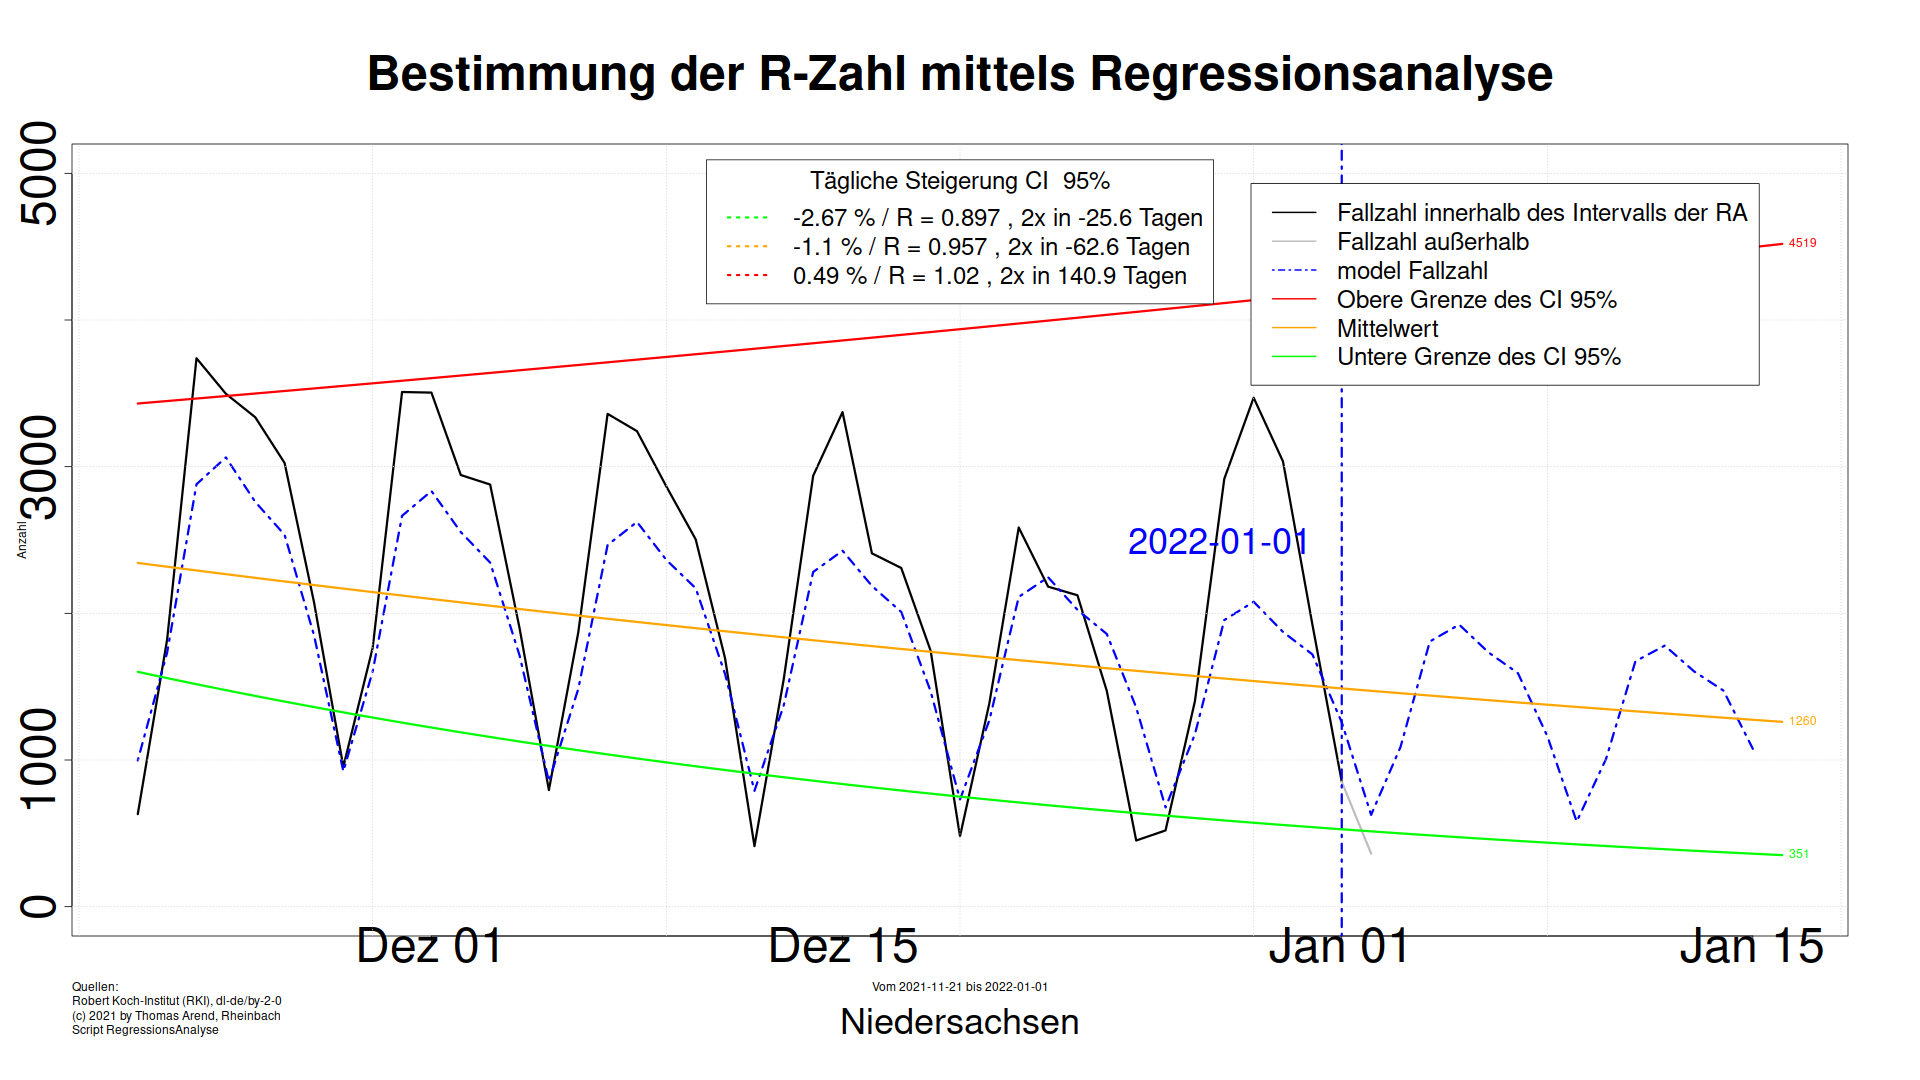 Bestimmung der R-Zahl mittels Regressionsanalyse
Anzahl
5000
3000
1000
0
Tägliche Steigerung CI  95%
-2.67 % / R = 0.897 , 2x in -25.6 Tagen
-1.1 % / R = 0.957 , 2x in -62.6 Tagen
0.49 % / R = 1.02 , 2x in 140.9 Tagen
Fallzahl innerhalb des Intervalls der RA
Fallzahl außerhalb
model Fallzahl
Obere Grenze des CI 95%
Mittelwert
Untere Grenze des CI 95%
4519
2022-01-01
1260
351
Dez 01
Dez 15
Jan 01
Jan 15
Quellen:
Robert Koch-Institut (RKI), dl-de/by-2-0
(c) 2021 by Thomas Arend, Rheinbach
Script RegressionsAnalyse
Vom 2021-11-21 bis 2022-01-01
Niedersachsen